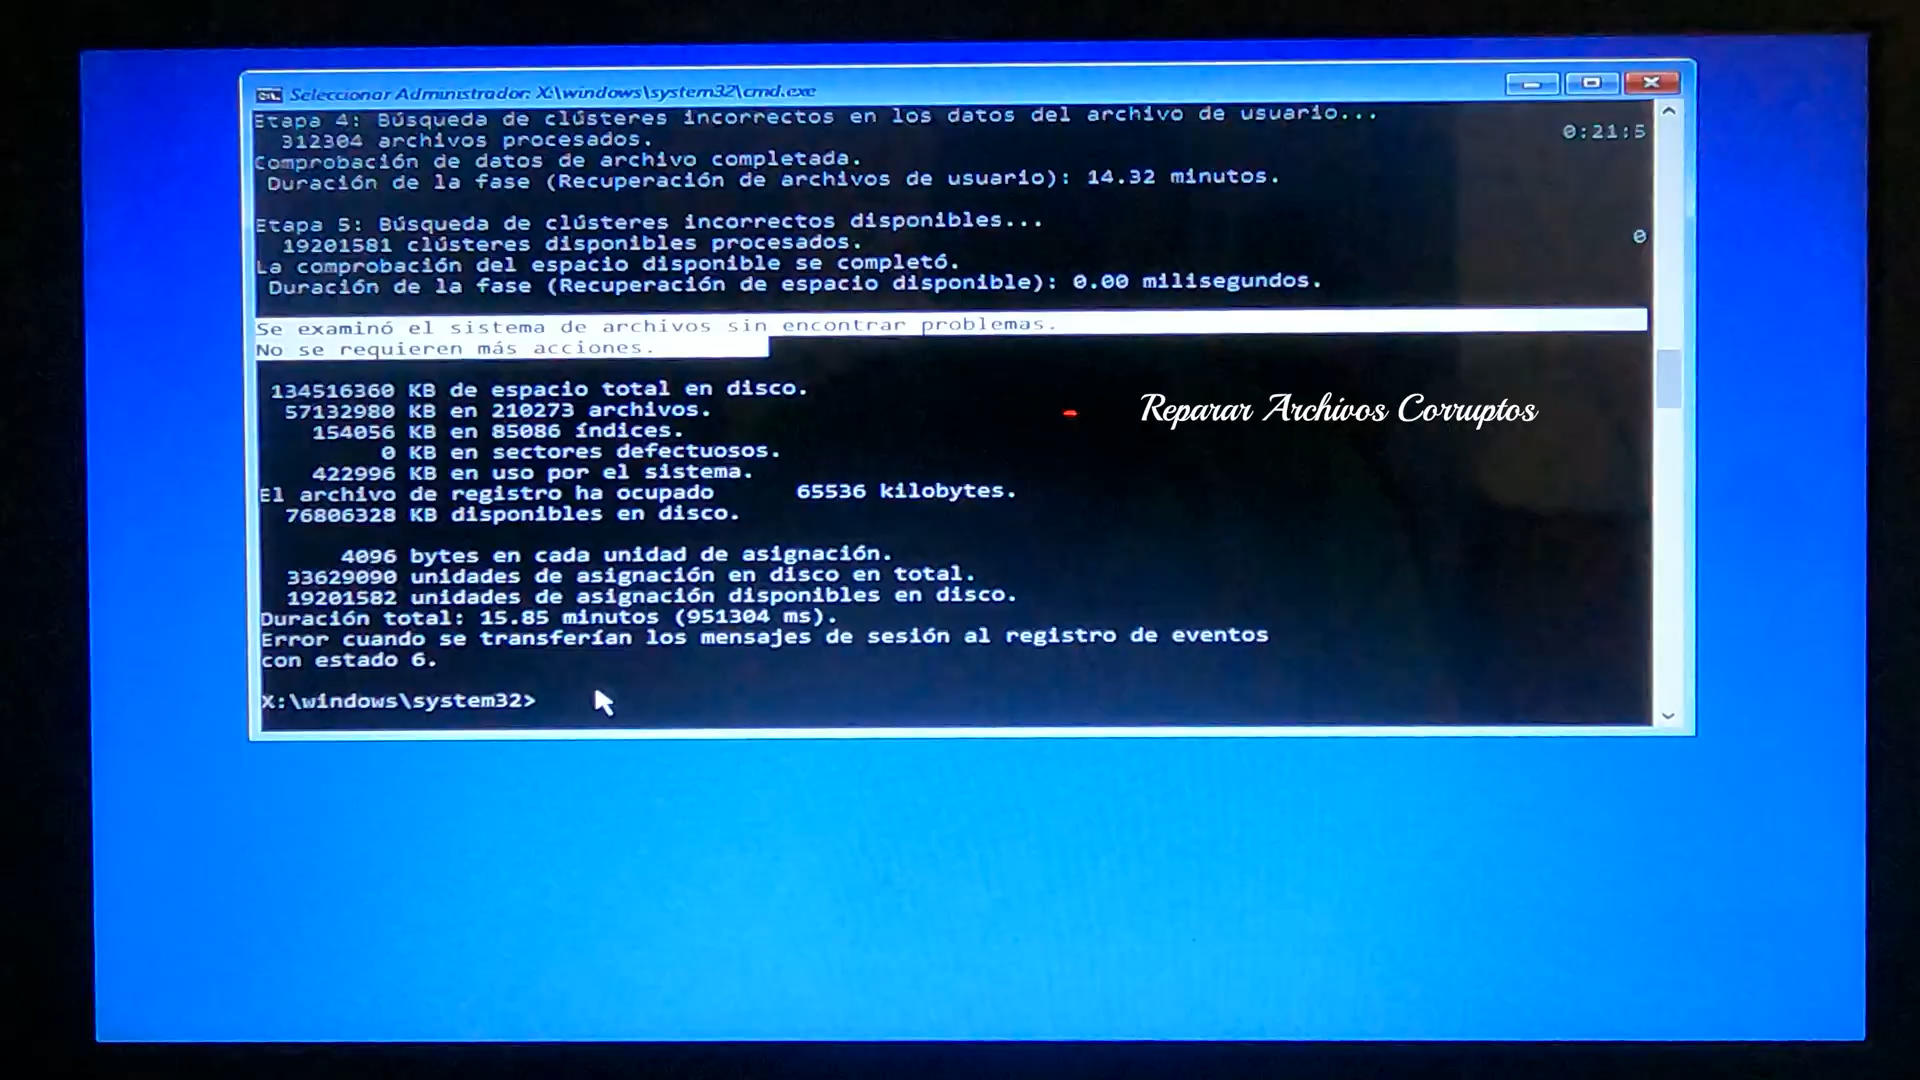 Seleccionar Administrador: X:\windows\system32\cmd.exe
Etapa 4: Búsqueda de clústeres incorrectos en los datos del archivo de usuario...
0:21:5
312304 archivos procesados.
Comprobación de datos de archivo completada.
Duración de la fase (Recuperación de archivos de usuario): 14.32 minutos.
Etapa 5: Búsqueda de clústeres incorrectos disponibles...
0
19201581 clústeres disponibles procesados.
La comprobación del espacio disponible se completó.
Duración de la fase (Recuperación de espacio disponible): 0.00 milisegundos.
Se examinó el sistema de archivos sin encontrar problemas.
No se requieren más acciones.
134516360 KB de espacio total en disco.
57132980 KB en 210273 archivos.
154056 KB en 85086 índices.
0 KB en sectores defectuosos.
422996 KB en uso por el sistema.
El archivo de registro ha ocupado 65536 kilobytes.
76806328 KB disponibles en disco.
4096 bytes en cada unidad de asignación.
33629090 unidades de asignación en disco en total.
19201582 unidades de asignación disponibles en disco.
Duración total: 15.85 minutos (951304 ms).
Error cuando se transferían los mensajes de sesión al registro de eventos
con estado 6.
X:\windows\system32>
Reparar Archivos Corruptos